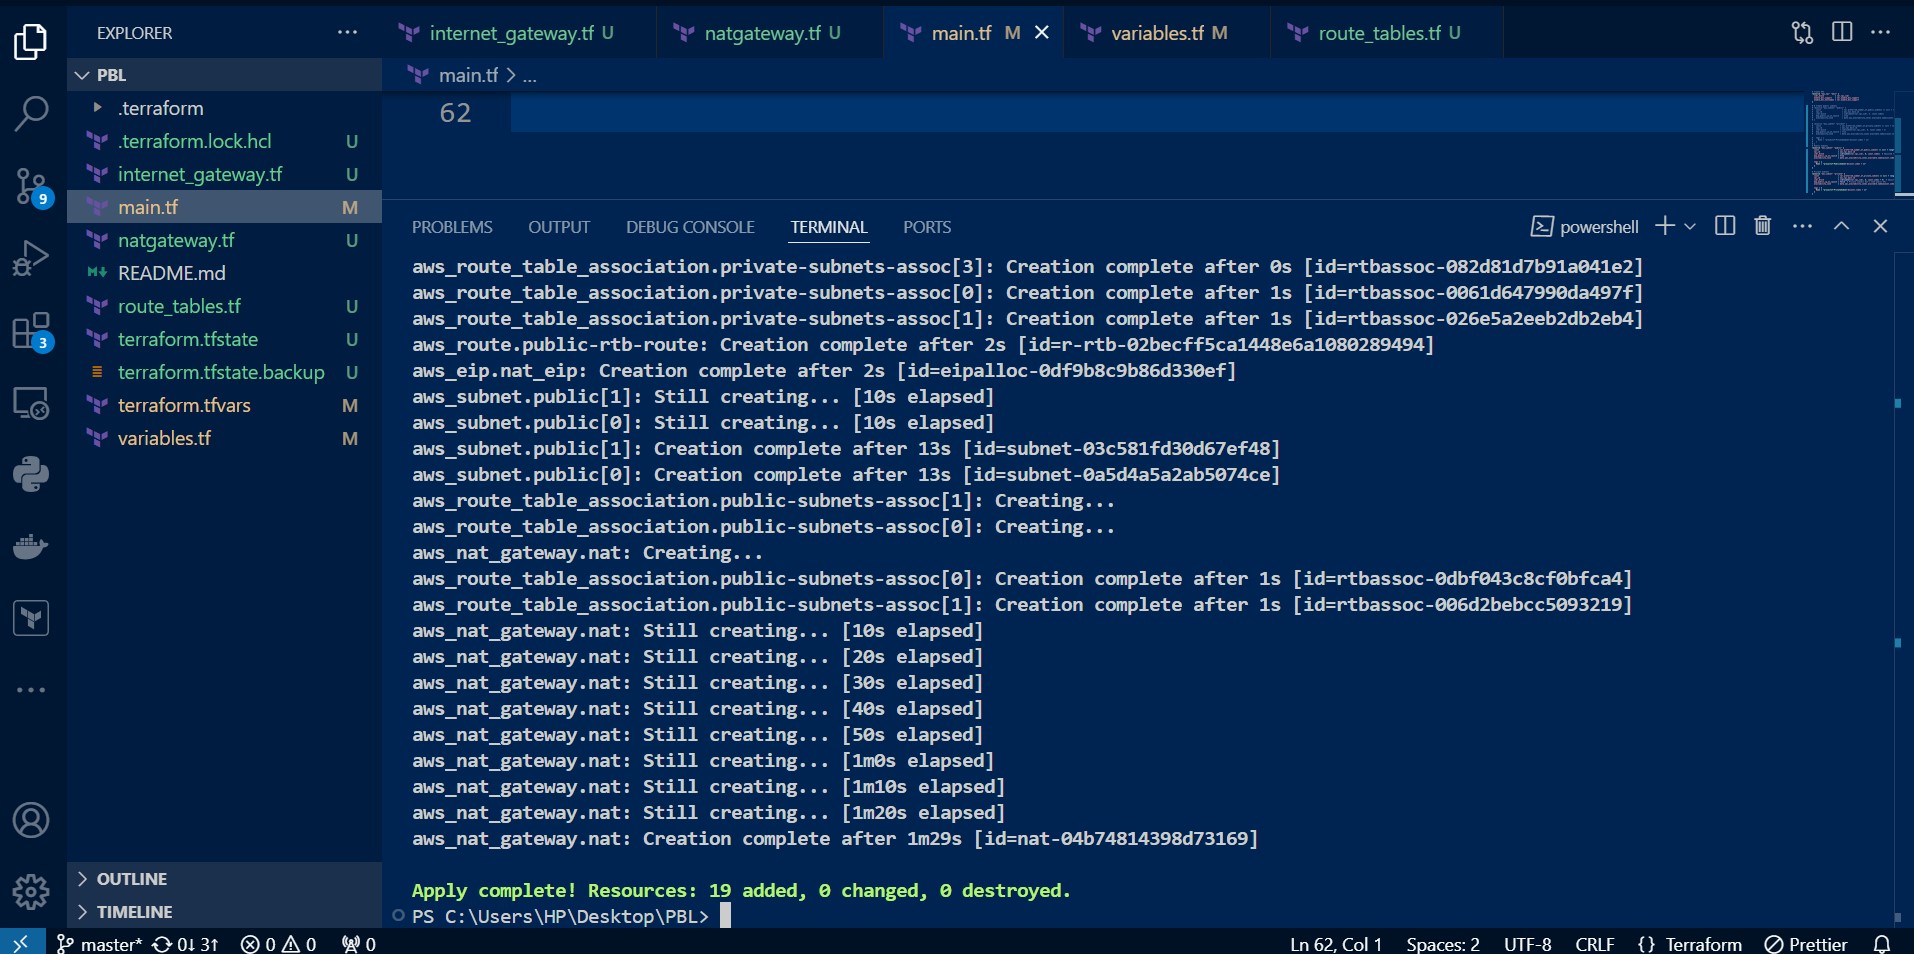 EXPLORER
PBL
.terraform
.terraform.lock.hcl U
internet_gateway.tf U
main.tf M
natgateway.tf U
README.md
route_tables.tf U
terraform.tfstate U
terraform.tfstate.backup U
terraform.tfvars M
variables.tf M
OUTLINE
TIMELINE
9
3
internet_gateway.tf U
natgateway.tf U
main.tf M
variables.tf M
route_tables.tf U
main.tf > ...
62
PROBLEMS OUTPUT DEBUG CONSOLE TERMINAL PORTS
powershell
aws_route_table_association.private-subnets-assoc[3]: Creation complete after 0s [id=rtbassoc-082d81d7b91a041e2]
aws_route_table_association.private-subnets-assoc[0]: Creation complete after 1s [id=rtbassoc-0061d647990da497f]
aws_route_table_association.private-subnets-assoc[1]: Creation complete after 1s [id=rtbassoc-026e5a2eeb2db2eb4]
aws_route.public-rtb-route: Creation complete after 2s [id=r-rtb-02becff5ca1448e6a1080289494]
aws_eip.nat_eip: Creation complete after 2s [id=eipalloc-0df9b8c9b86d330ef]
aws_subnet.public[1]: Still creating... [10s elapsed]
aws_subnet.public[0]: Still creating... [10s elapsed]
aws_subnet.public[1]: Creation complete after 13s [id=subnet-03c581fd30d67ef48]
aws_subnet.public[0]: Creation complete after 13s [id=subnet-0a5d4a5a2ab5074ce]
aws_route_table_association.public-subnets-assoc[1]: Creating...
aws_route_table_association.public-subnets-assoc[0]: Creating...
aws_nat_gateway.nat: Creating...
aws_route_table_association.public-subnets-assoc[0]: Creation complete after 1s [id=rtbassoc-0dbf043c8cf0bfca4]
aws_route_table_association.public-subnets-assoc[1]: Creation complete after 1s [id=rtbassoc-006d2bebcc5093219]
aws_nat_gateway.nat: Still creating... [10s elapsed]
aws_nat_gateway.nat: Still creating... [20s elapsed]
aws_nat_gateway.nat: Still creating... [30s elapsed]
aws_nat_gateway.nat: Still creating... [40s elapsed]
aws_nat_gateway.nat: Still creating... [50s elapsed]
aws_nat_gateway.nat: Still creating... [1m0s elapsed]
aws_nat_gateway.nat: Still creating... [1m10s elapsed]
aws_nat_gateway.nat: Still creating... [1m20s elapsed]
aws_nat_gateway.nat: Creation complete after 1m29s [id=nat-04b74814398d73169]
Apply complete! Resources: 19 added, 0 changed, 0 destroyed.
PS C:\Users\HP\Desktop\PBL>
master* 0↓ 3↑ 0 0 0 Ln 62, Col 1 Spaces: 2 UTF-8 CRLF {} Terraform Prettier